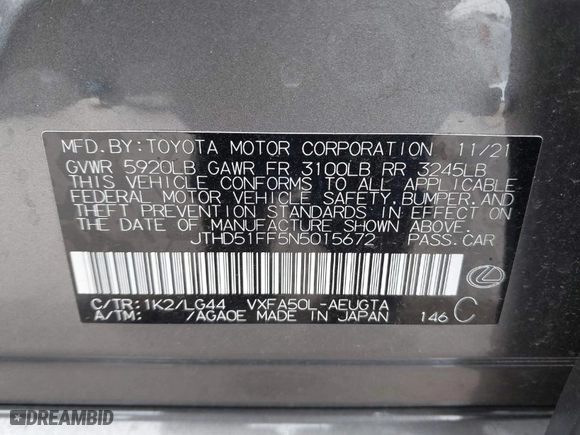 MFD.BY:TOYOTA MOTOR CORPORATION 11/21
GVWR 5920LB GAWR FR 3100LB RR 3245LB
THIS VEHICLE CONFORMS TO ALL APPLICABLE
FEDERAL MOTOR VEHICLE SAFETY,BUMPER,AND
THEFT PREVENTION STANDARDS IN EFFECT ON
THE DATE OF MANUFACTURE SHOWN ABOVE.
JTHD51FF5N5015672 PASS.CAR
C/TR:1K2/LG44 VXFA50L-AEUGTA
A/TM: /AGA0E MADE IN JAPAN 146 C
DREAMBID